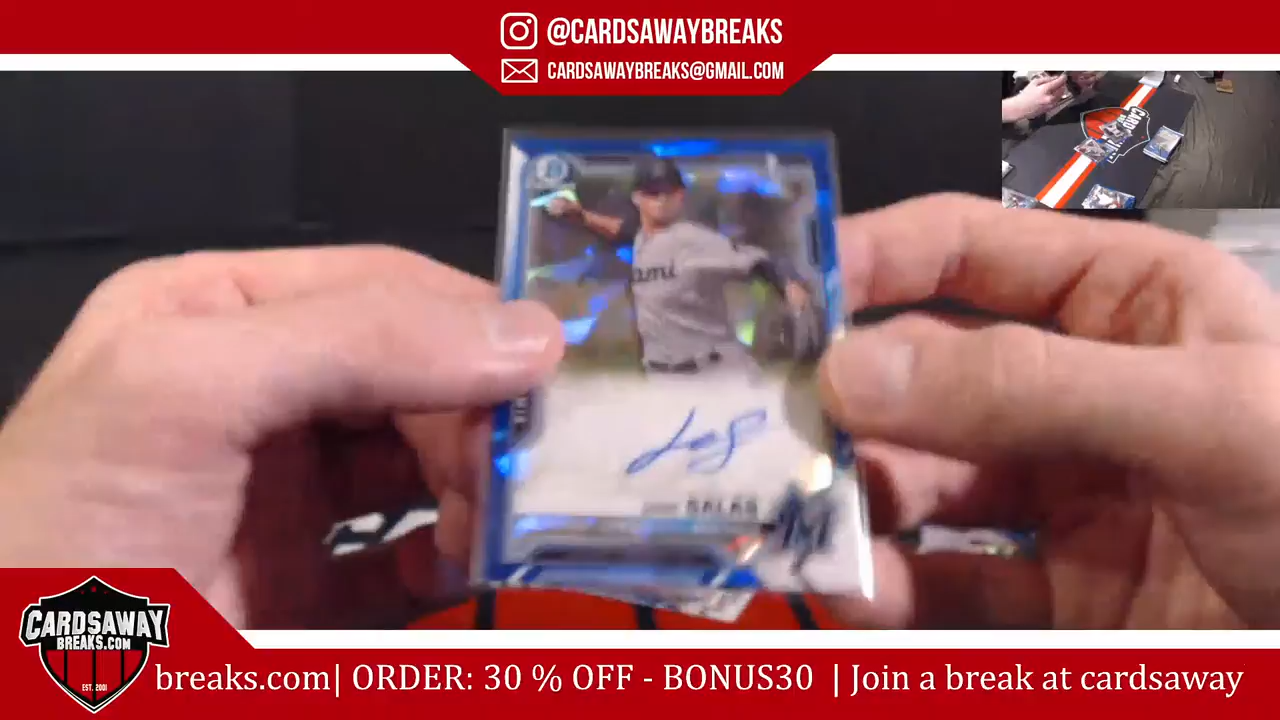 @CARDSAWAYBREAKS
CARDSAWAYBREAKS@GMAIL.COM
SALAS
M
CARDSAWAY
BREAKS.COM
EST. 2001
breaks.com| ORDER: 30 % OFF - BONUS30 | Join a break at cardsaway